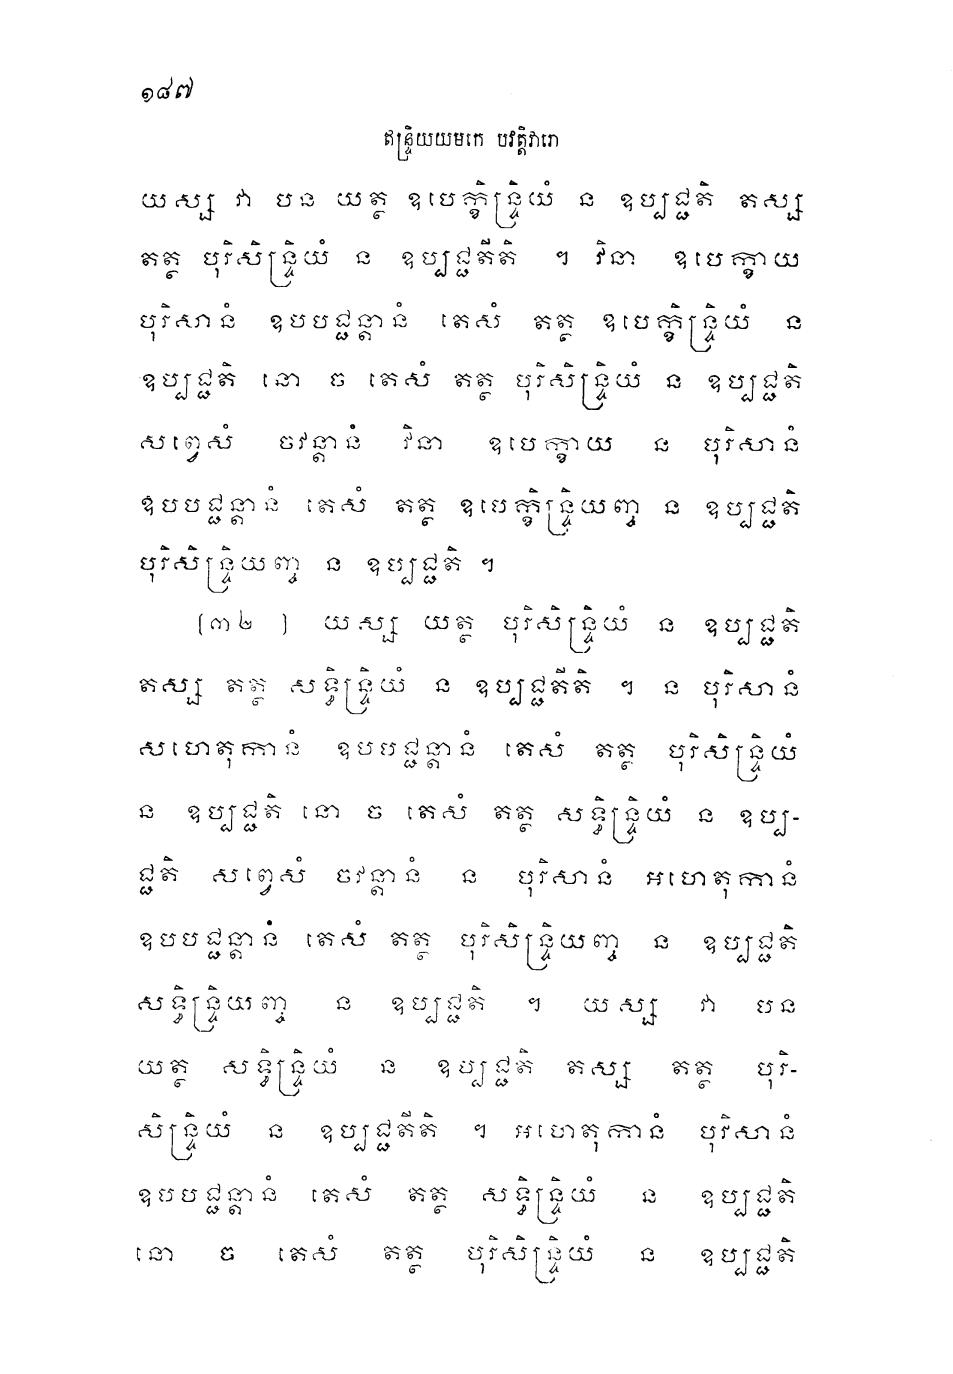 ១៨៧
ឥន្ទ្រិយយមកេ បវត្តិវារោ
យស្ស វា បន យត្ថ ឧបេក្ខិន្ទ្រិយំ ន ឧប្បជ្ជតិ តស្ស
តត្ថ បុរិសិន្ទ្រិយំ ន ឧប្បជ្ជតីតិ ។ វិនា ឧបេក្ខាយ
បុរិសានំ ឧបបជ្ជន្តានំ តេសំ តត្ថ ឧបេក្ខិន្ទ្រិយំ ន
ឧប្បជ្ជតិ នោ ច តេសំ តត្ថ បុរិសិន្ទ្រិយំ ន ឧប្បជ្ជតិ
សព្វេសំ ចវន្តានំ វិនា ឧបេក្ខាយ ន បុរិសានំ
ឧបបជ្ជន្តានំ តេសំ តត្ថ ឧបេក្ខិន្ទ្រិយញ្ច ន ឧប្បជ្ជតិ
បុរិសិន្ទ្រិយញ្ច ន ឧប្បជ្ជតិ ។
(៣២ ) យស្ស យត្ថ បុរិសិន្ទ្រិយំ ន ឧប្បជ្ជតិ
តស្ស តត្ថ សទ្ធិន្ទ្រិយំ ន ឧប្បជ្ជតីតិ ។ ន បុរិសានំ
សហេតុកានំ ឧបបជ្ជន្តានំ តេសំ តត្ថ បុរិសិន្ទ្រិយំ
ន ឧប្បជ្ជតិ នោ ច តេសំ តត្ថ សទ្ធិន្ទ្រិយំ ន ឧប្ប-
ជ្ជតិ សព្វេសំ ចវន្តានំ ន បុរិសានំ អហេតុកានំ
ឧបបជ្ជន្តានំ តេសំ តត្ថ បុរិសិន្ទ្រិយញ្ច ន ឧប្បជ្ជតិ
សទ្ធិន្ទ្រិយញ្ច ន ឧប្បជ្ជតិ ។ យស្ស វា បន
យត្ថ សទ្ធិន្ទ្រិយំ ន ឧប្បជ្ជតិ តស្ស តត្ថ បុរិ-
សិន្ទ្រិយំ ន ឧប្បជ្ជតីតិ ។ អហេតុកានំ បុរិសានំ
ឧបបជ្ជន្តានំ តេសំ តត្ថ សទ្ធិន្ទ្រិយំ ន ឧប្បជ្ជតិ
នោ ច តេសំ តត្ថ បុរិសិន្ទ្រិយំ ន ឧប្បជ្ជតិ